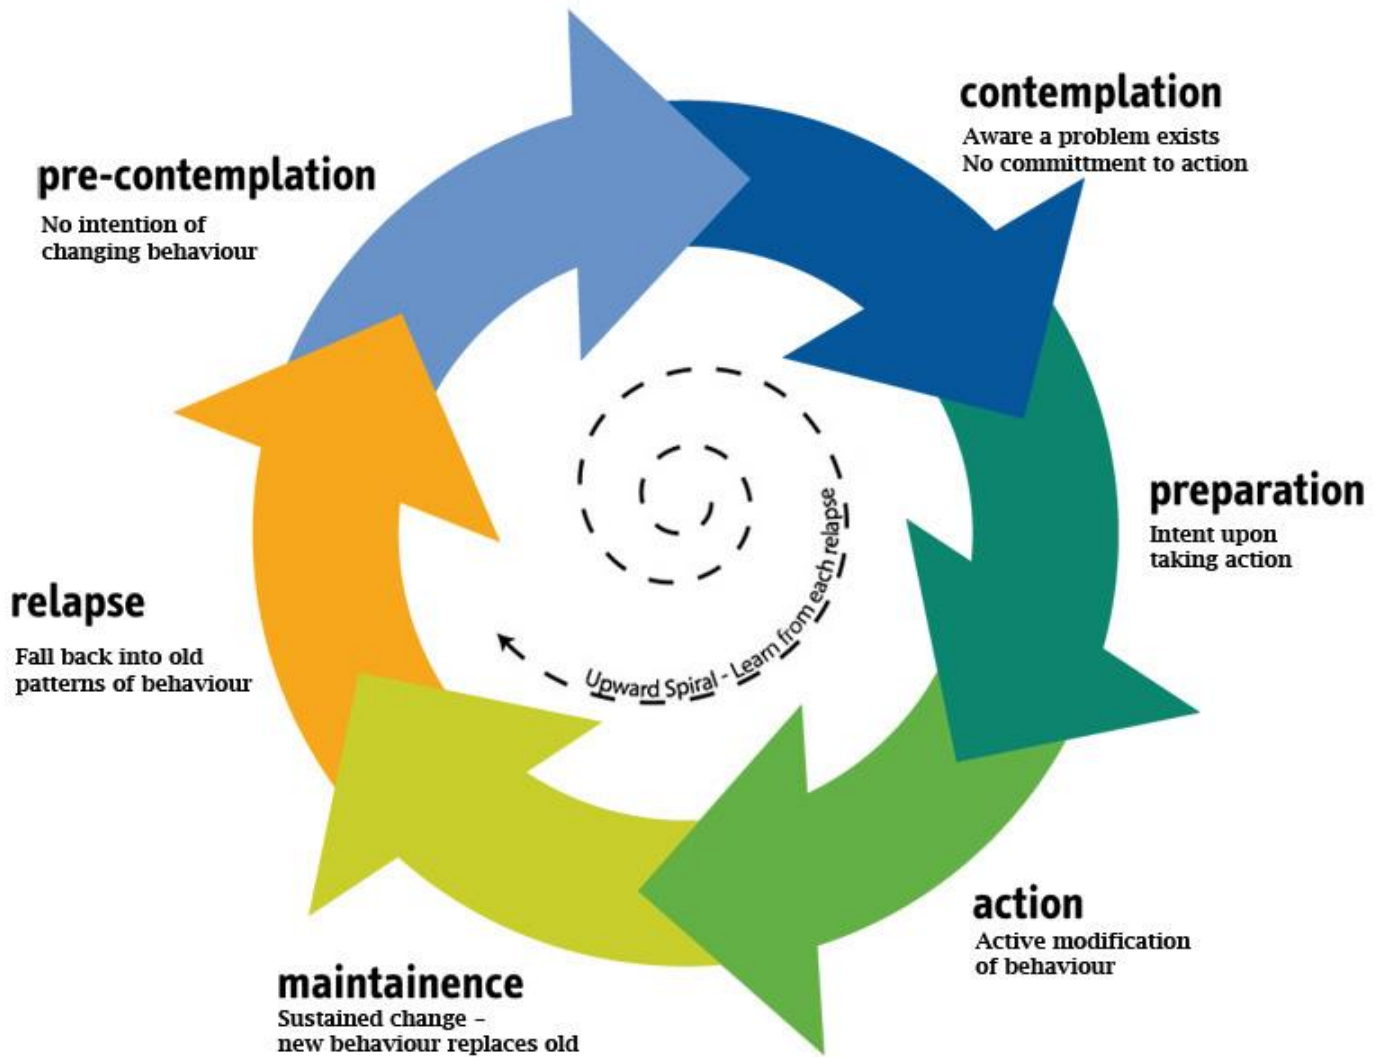 pre-contemplation
No intention of
changing behaviour
contemplation
Aware a problem exists
No committment to action
preparation
Intent upon
taking action
action
Active modification
of behaviour
maintainence
Sustained change –
new behaviour replaces old
relapse
Fall back into old
patterns of behaviour
Upward Spiral - Learn from each relapse